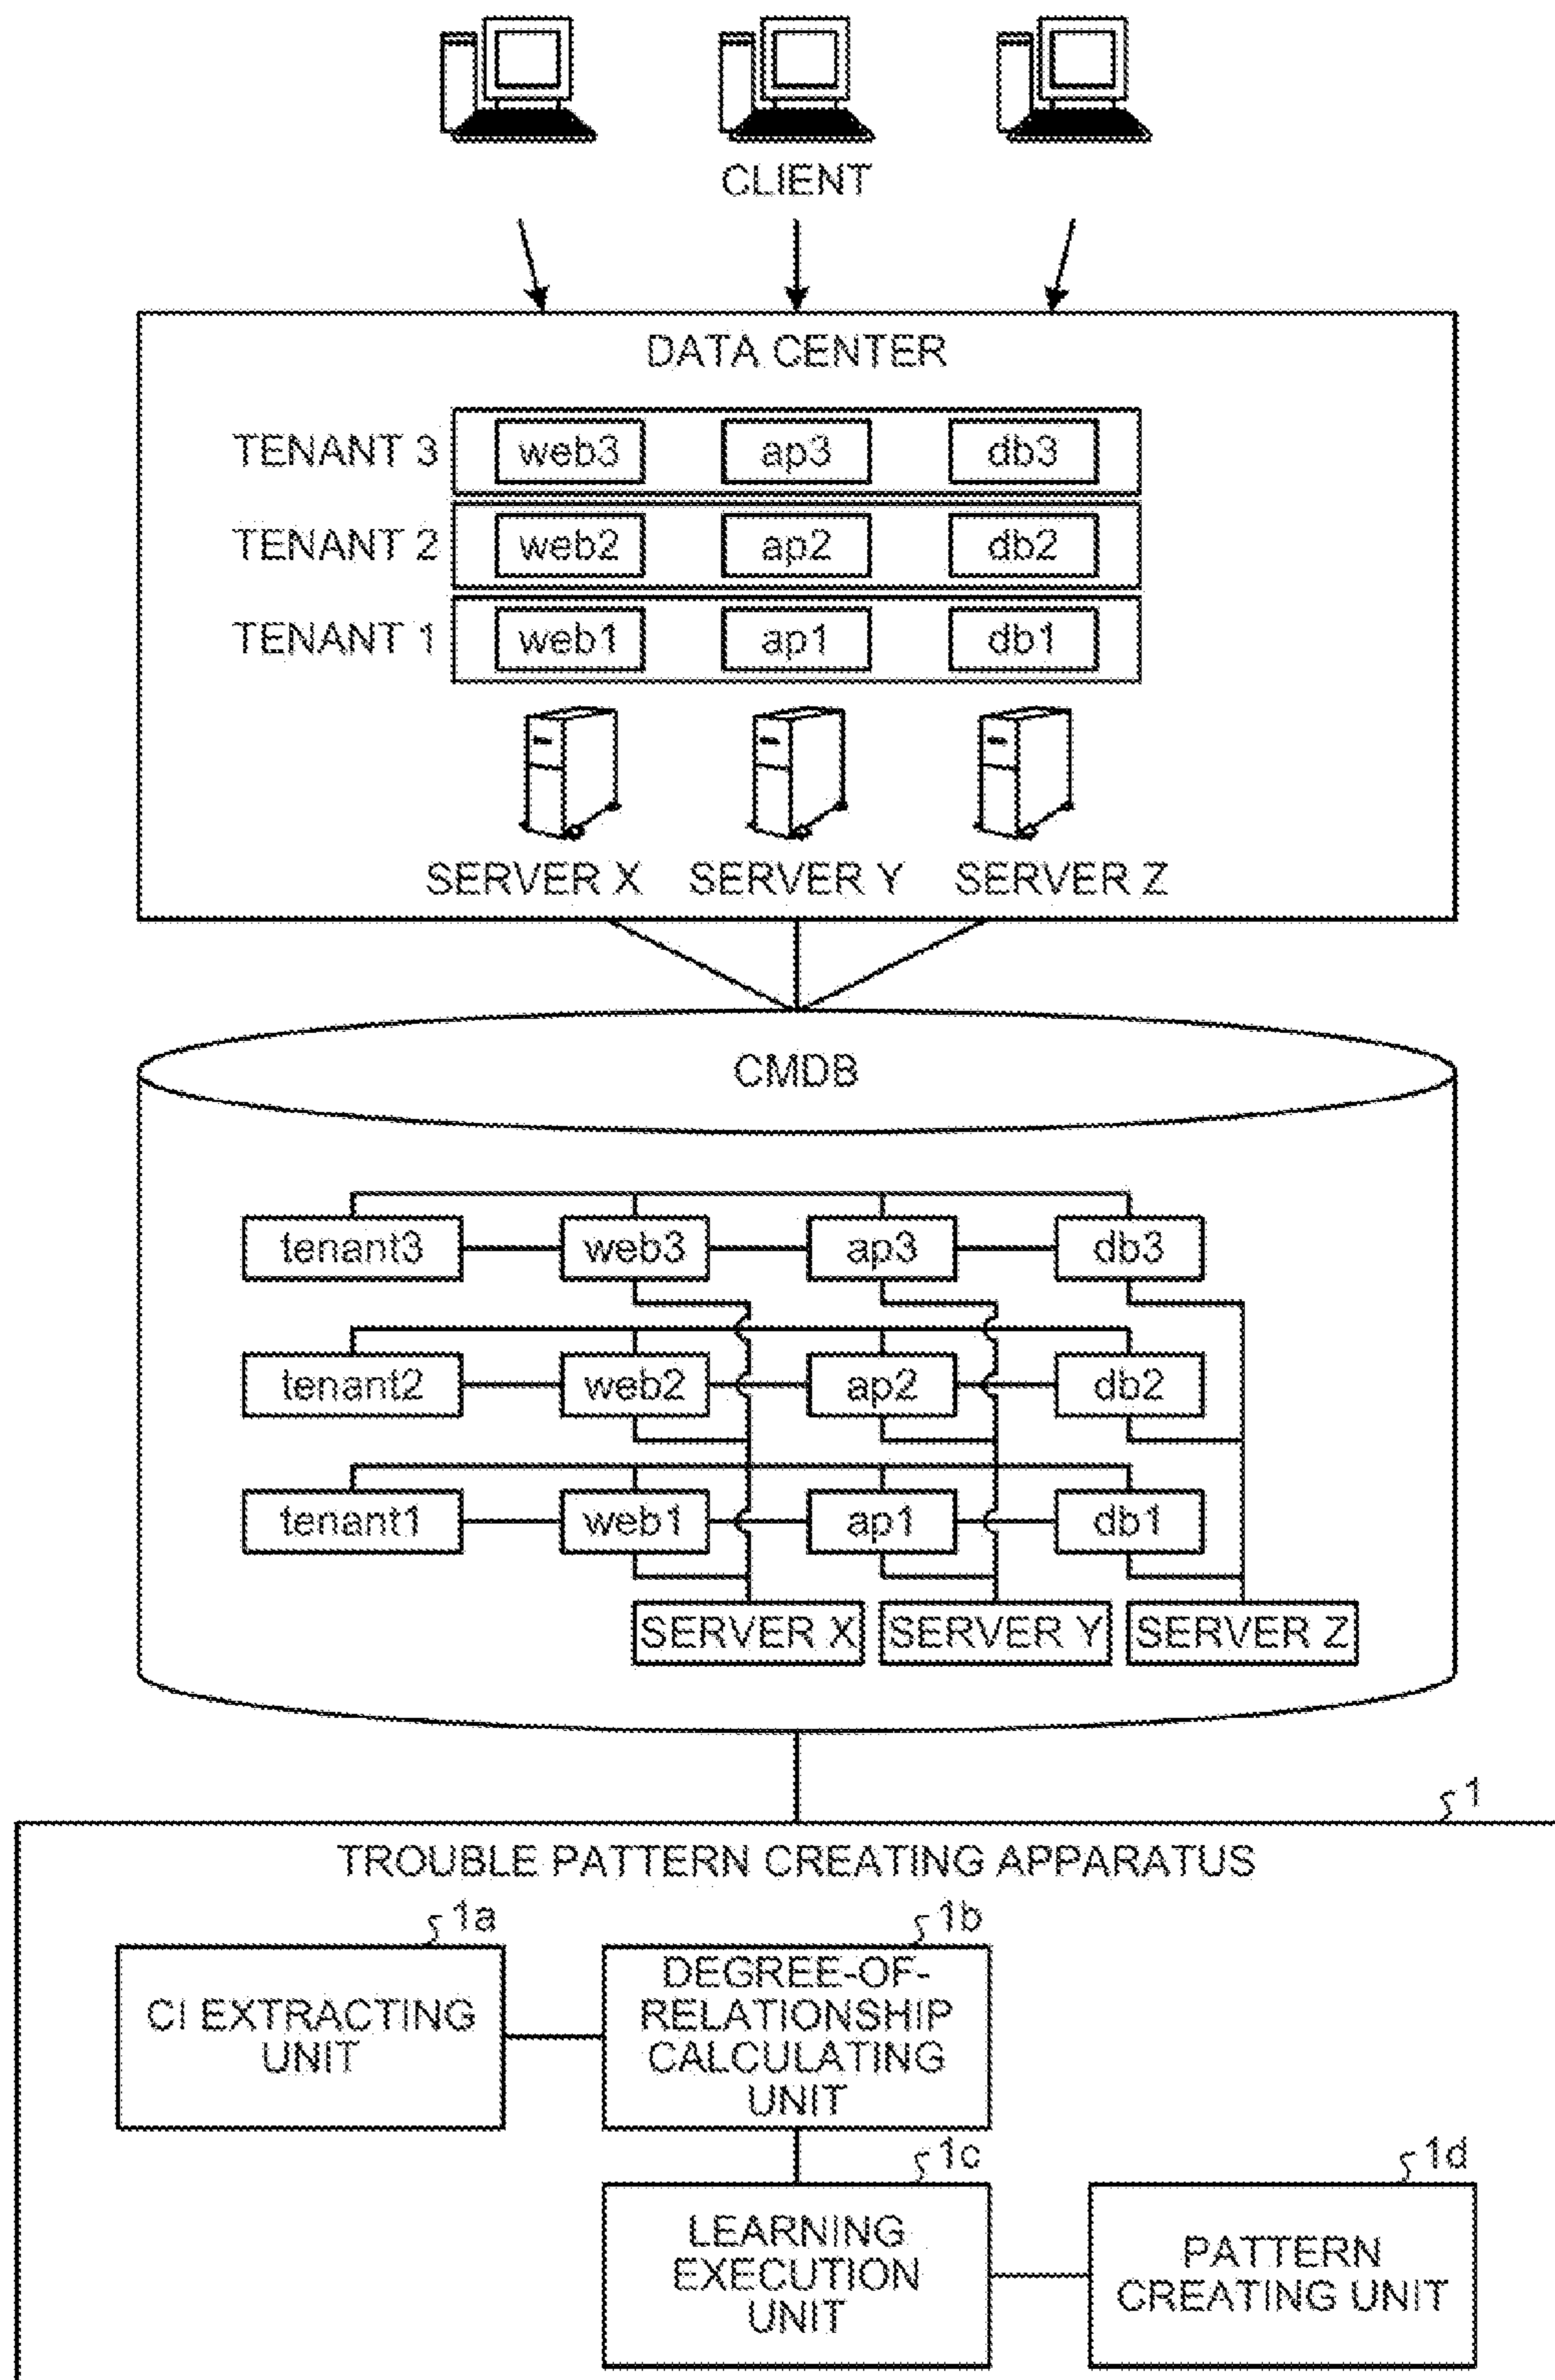 CLIENT
DATA CENTER
TENANT 3 web3 ap3 db3
TENANT 2 web2 ap2 db2
TENANT 1 web1 ap1 db1
SERVER X SERVER Y SERVER Z
CMDB
tenant3 web3 ap3 db3
tenant2 web2 ap2 db2
tenant1 web1 ap1 db1
SERVER X SERVER Y SERVER Z
1
TROUBLE PATTERN CREATING APPARATUS
1a
CI EXTRACTING
UNIT
1b
DEGREE-OF-
RELATIONSHIP
CALCULATING
UNIT
1c
LEARNING
EXECUTION
UNIT
1d
PATTERN
CREATING UNIT